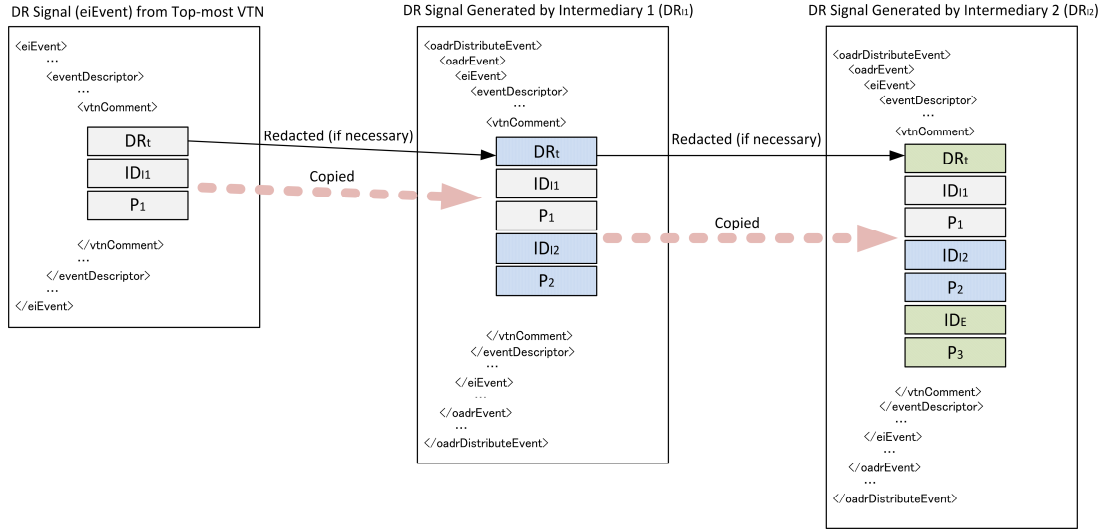 DR Signal (eiEvent) from Top-most VTN
<eiEvent>
...
<eventDescriptor>
...
<vtnComment>
DRt
IDI1
P1
</vtnComment>
...
</eventDescriptor>
...
</eiEvent>
Redacted (if necessary)
Copied
DR Signal Generated by Intermediary 1 (DRI1)
<oadrDistributeEvent>
<oadrEvent>
<eiEvent>
<eventDescriptor>
...
<vtnComment>
DRt
IDI1
P1
IDI2
P2
</vtnComment>
</eventDescriptor>
...
</eiEvent>
...
</oadrEvent>
...
</oadrDistributeEvent>
Redacted (if necessary)
Copied
DR Signal Generated by Intermediary 2 (DRI2)
<oadrDistributeEvent>
<oadrEvent>
<eiEvent>
<eventDescriptor>
...
<vtnComment>
DRt
IDI1
P1
IDI2
P2
IDE
P3
</vtnComment>
</eventDescriptor>
...
</eiEvent>
...
</oadrEvent>
...
</oadrDistributeEvent>